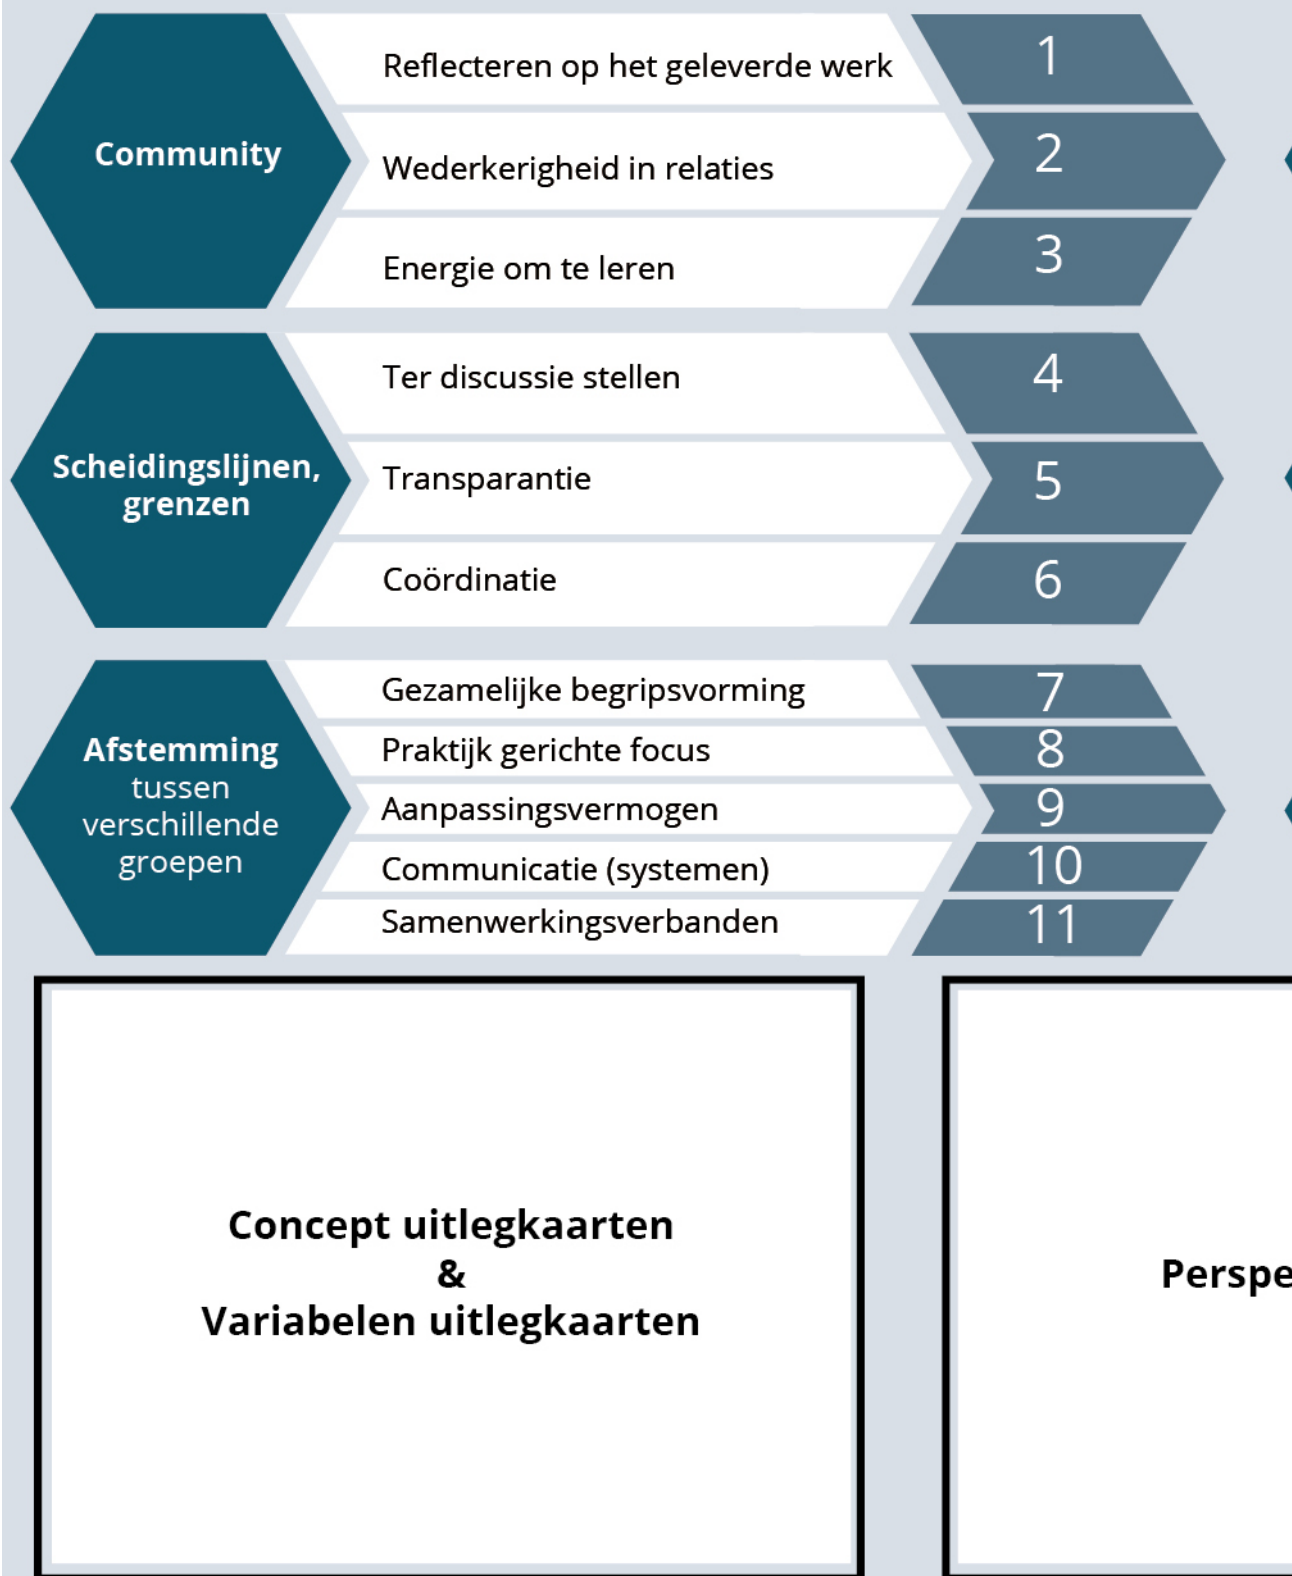 Community
Reflecteren op het geleverde werk
1
Wederkerigheid in relaties
2
Energie om te leren
3
Scheidingslijnen,
grenzen
Ter discussie stellen
4
Transparantie
5
Coördinatie
6
Afstemming
tussen
verschillende
groepen
Gezamelijke begripsvorming
7
Praktijk gerichte focus
8
Aanpassingsvermogen
9
Communicatie (systemen)
10
Samenwerkingsverbanden
11
Concept uitlegkaarten
&
Variabelen uitlegkaarten
Perspe